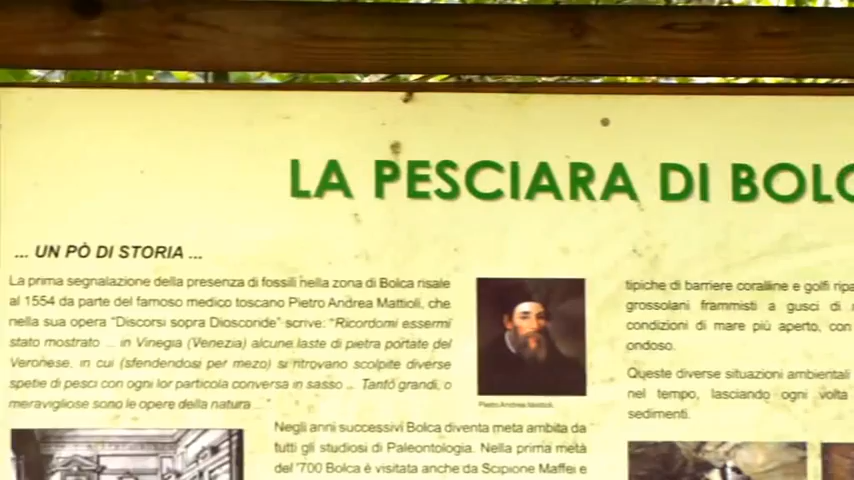 LA PESCIARA DI BOLC
... UN PÒ DI STORIA ...
La prima segnalazione della presenza di fossili nella zona di Bolca risale
al 1554 da parte del famoso medico toscano Pietro Andrea Mattioli, che
nella sua opera "Discorsi sopra Dioscoride" scrive: "Ricordomi essermi
stato mostrato ... in Vinegia (Venezia) alcune laste di pietra portate del
Veronese, in cui (sfendendosi per mezo) si ritrovano scolpite diverse
spetie di pesci con ogni lor particola conversa in sasso ... Tanto grandi, o
meravigliose sono le opere della natura
Pietro Andrea Mattioli.
Negli anni successivi Bolca diventa meta ambita da
tutti gli studiosi di Paleontologia. Nella prima metà
del '700 Bolca è visitata anche da Scipione Maffei e
tipiche di barriere coralline e golfi ripa
grossolani frammisti a gusci di
condizioni di mare più aperto, con
ondoso.
Queste diverse situazioni ambientali
nel tempo, lasciando ogni volta
sedimenti.